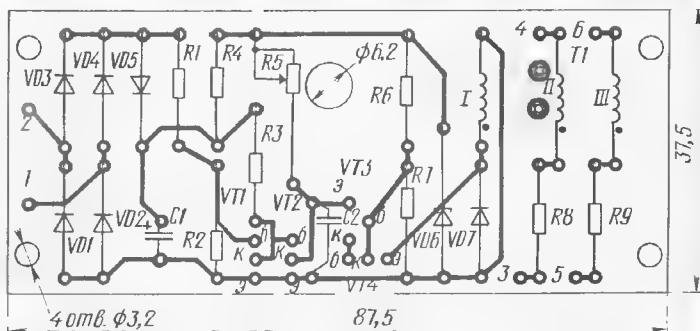 VD3 VD4 VD5 R1 R4 R5 ф6,2 R6 I 4 6 T1 II III
2 R3 VT3
1 VT1 VT2 э R7 37,5
VD1 VD2 + C1 R2 б б C2 к б VD6 VD7 R8 R9
к к б к э
э э VT4 3 5
4 отв. ф3,2 87,5